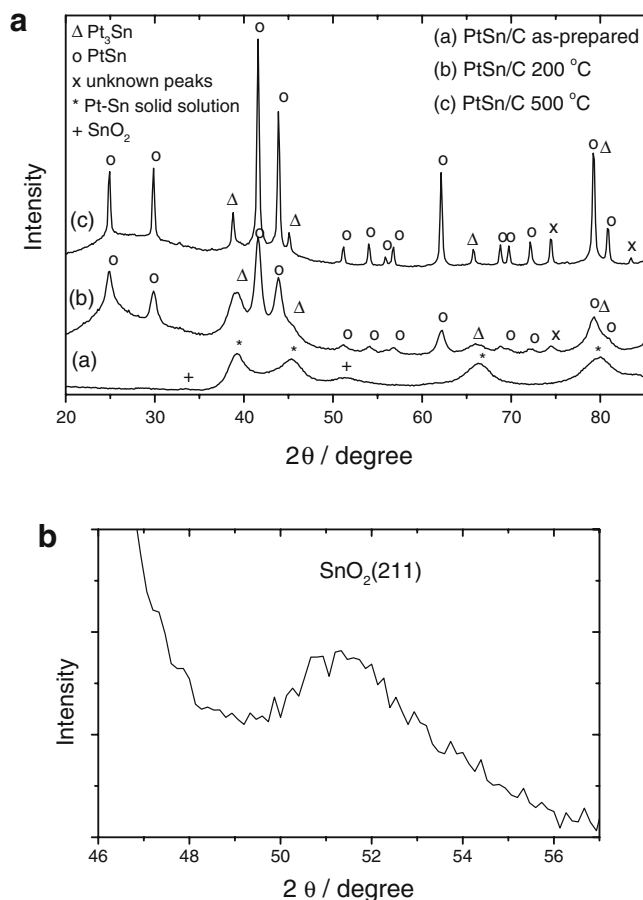 a
Δ Pt₃Sn
o PtSn
x unknown peaks
* Pt-Sn solid solution
+ SnO₂
(a) PtSn/C as-prepared
(b) PtSn/C 200 °C
(c) PtSn/C 500 °C
Intensity
(c)
o o Δ o o Δ o o o o o Δ o o o x o Δ o x
(b)
o o Δ o o Δ o o o o Δ o o x o Δ o
(a)
+ * * + * *
20 30 40 50 60 70 80
2θ / degree
b
SnO₂(211)
Intensity
46 48 50 52 54 56
2 θ / degree